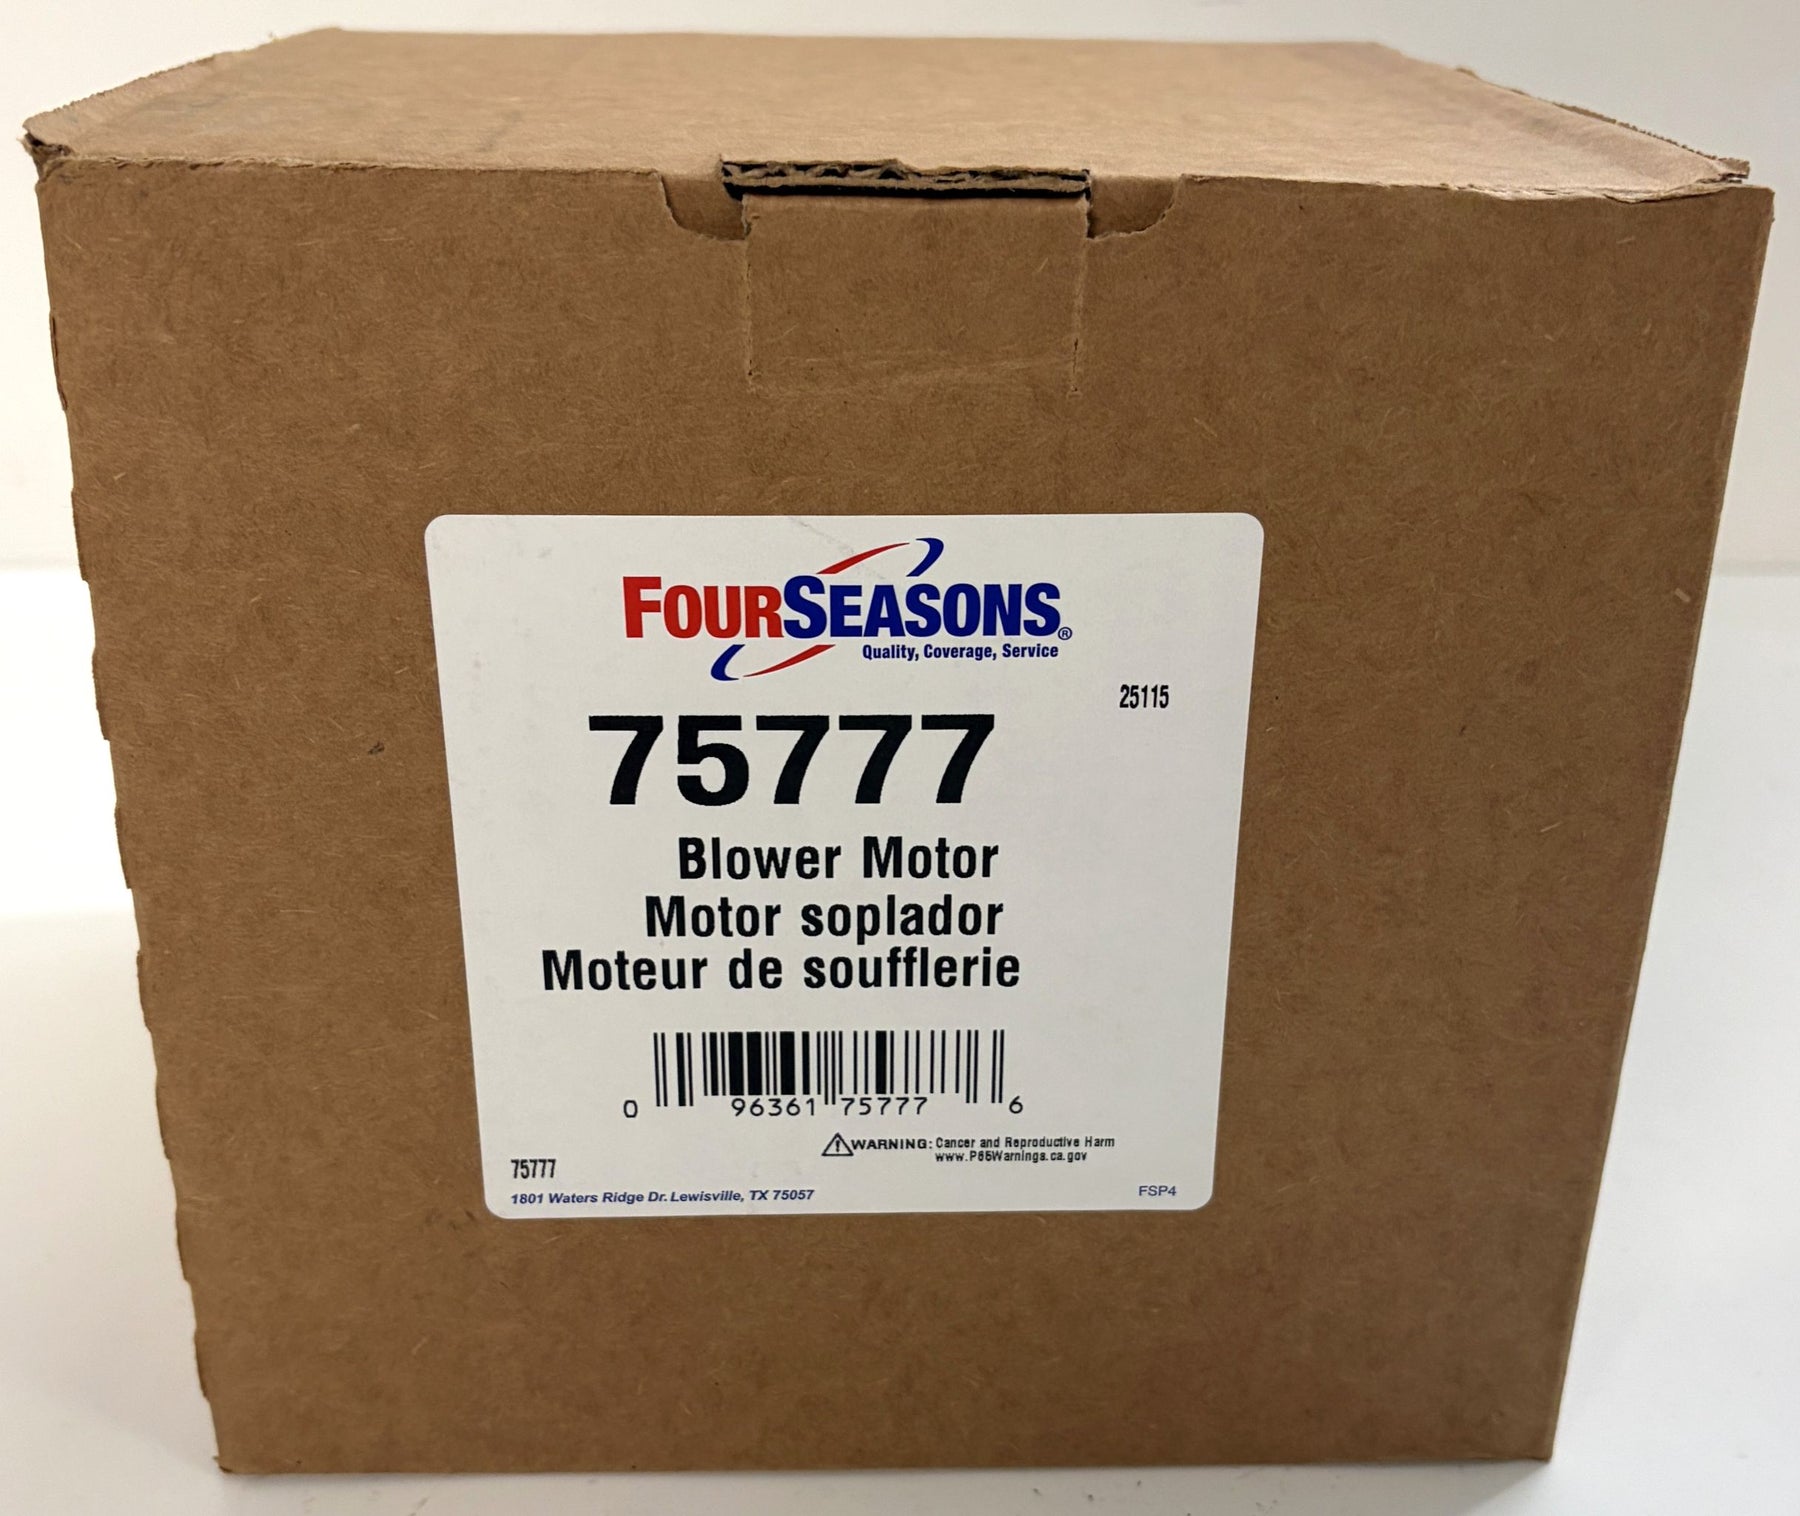 FOURSEASONS®
Quality, Coverage, Service
25115
75777
Blower Motor
Motor soplador
Moteur de soufflerie
0 96361 75777 6
WARNING: Cancer and Reproductive Harm
www.P65Warnings.ca.gov
75777
1801 Waters Ridge Dr. Lewisville, TX 75057
FSP4